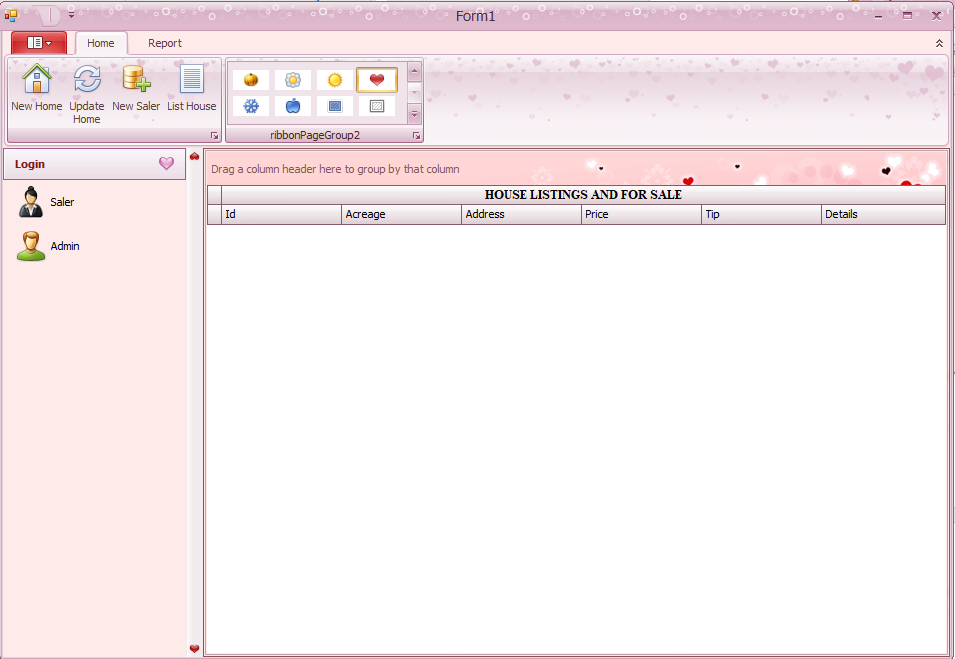 Form1
Home Report
New Home Update Home New Saler List House
ribbonPageGroup2
Login
Saler
Admin
Drag a column header here to group by that column
HOUSE LISTINGS AND FOR SALE
Id Acreage Address Price Tip Details